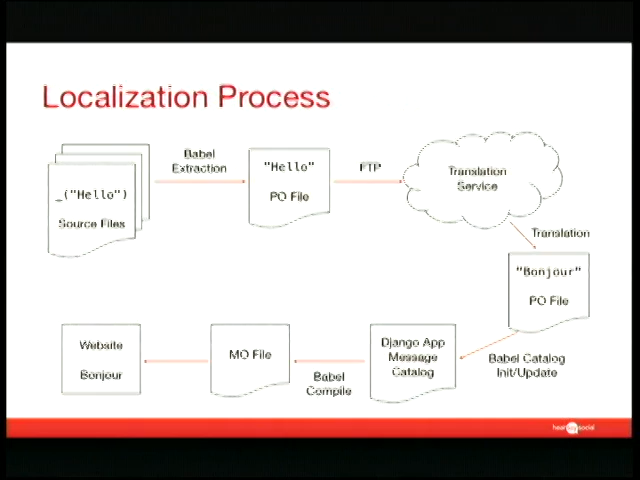 Localization Process
Babel
Extraction
_("Hello")
Source Files
"Hello"
PO File
FTP
Translation
Service
Translation
"Bonjour"
PO File
Babel Catalog
Init/Update
Django App
Message
Catalog
Babel
Compile
MO File
Website
Bonjour
hearsaysocial